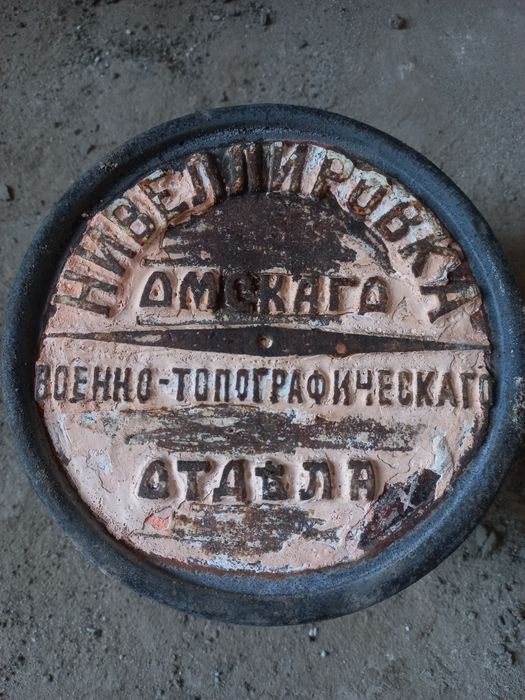 НИВЕЛЛИРОВКА
ОМСКАГО
ВОЕННО-ТОПОГРАФИЧЕСКАГО
ОТДѢЛА